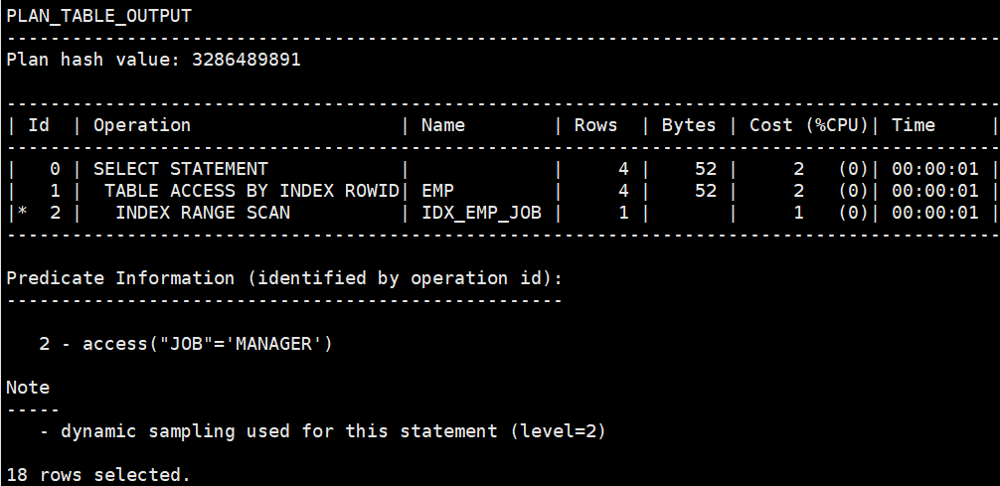 PLAN_TABLE_OUTPUT
--------------------------------------------------------------------------------------------
Plan hash value: 3286489891

--------------------------------------------------------------------------------------------
| Id  | Operation                   | Name        | Rows  | Bytes | Cost (%CPU)| Time     |
--------------------------------------------------------------------------------------------
|   0 | SELECT STATEMENT            |             |     4 |    52 |     2   (0)| 00:00:01 |
|   1 |  TABLE ACCESS BY INDEX ROWID| EMP         |     4 |    52 |     2   (0)| 00:00:01 |
|*  2 |   INDEX RANGE SCAN          | IDX_EMP_JOB |     1 |       |     1   (0)| 00:00:01 |
--------------------------------------------------------------------------------------------

Predicate Information (identified by operation id):
---------------------------------------------------

   2 - access("JOB"='MANAGER')

Note
-----
   - dynamic sampling used for this statement (level=2)

18 rows selected.